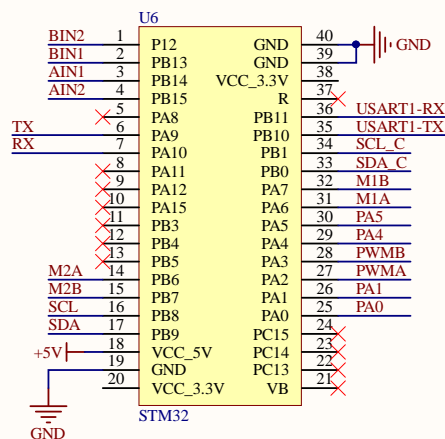 U6
BIN2 1 P12 GND 40 GND
BIN1 2 PB13 GND 39
AIN1 3 PB14 VCC_3.3V 38
AIN2 4 PB15 R 37
5 PA8 PB11 36 USART1-RX
TX 6 PA9 PB10 35 USART1-TX
RX 7 PA10 PB1 34 SCL_C
8 PA11 PB0 33 SDA_C
9 PA12 PA7 32 M1B
10 PA15 PA6 31 M1A
11 PB3 PA5 30 PA5
12 PB4 PA4 29 PA4
13 PB5 PA3 28 PWMB
M2A 14 PB6 PA2 27 PWMA
M2B 15 PB7 PA1 26 PA1
SCL 16 PB8 PA0 25 PA0
SDA 17 PB9 PC15 24
+5V 18 VCC_5V PC14 23
19 GND PC13 22
20 VCC_3.3V VB 21
GND
STM32